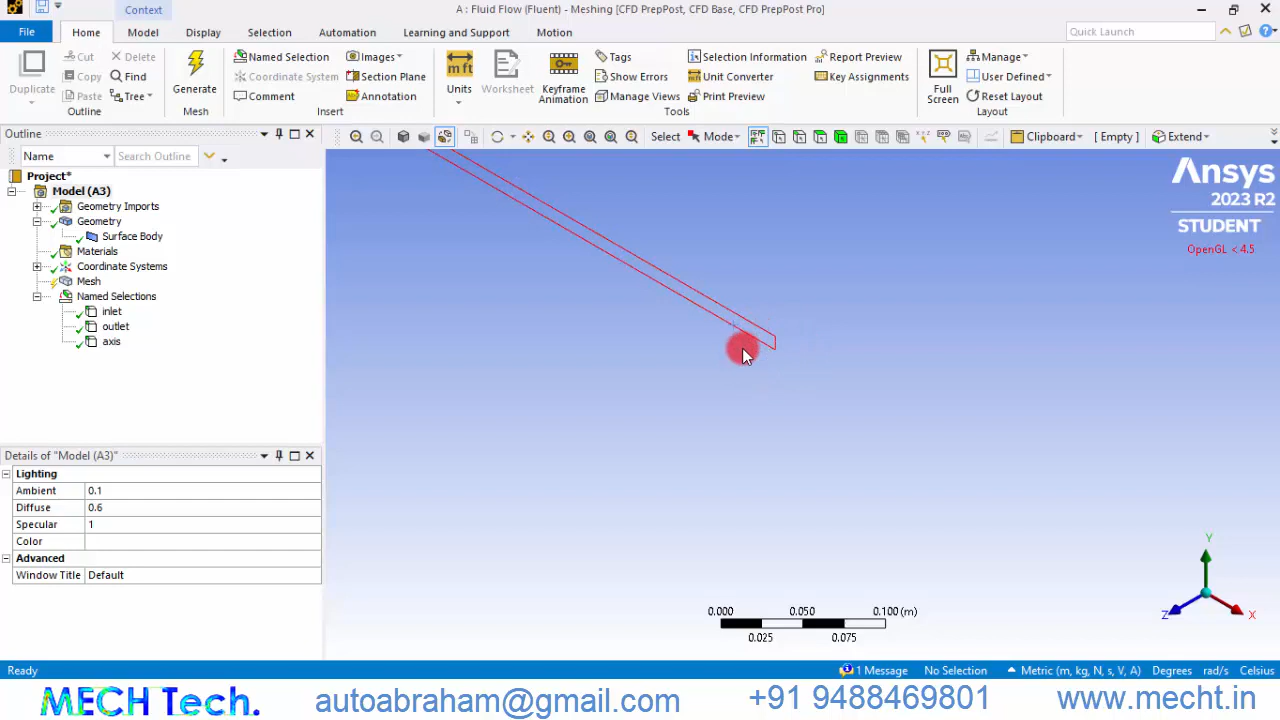 Context
A : Fluid Flow (Fluent) - Meshing [CFD PrepPost, CFD Base, CFD PrepPost Pro]
File Home Model Display Selection Automation Learning and Support Motion Quick Launch
Duplicate
Cut Delete
Copy Find
Paste Tree
Outline
Generate
Mesh
Named Selection Images
Coordinate System Section Plane
Comment Annotation
Insert
Units
Worksheet
Keyframe Animation
Tags Selection Information Report Preview
Show Errors Unit Converter Key Assignments
Manage Views Print Preview
Tools
Full Screen
Manage
User Defined
Reset Layout
Layout
Outline
Select Mode Clipboard [ Empty ] Extend
Name Search Outline
Project*
Model (A3)
Geometry Imports
Geometry
Surface Body
Materials
Coordinate Systems
Mesh
Named Selections
inlet
outlet
axis
Ansys
2023 R2
STUDENT
OpenGL < 4.5
Details of "Model (A3)"
Lighting
Ambient 0.1
Diffuse 0.6
Specular 1
Color
Advanced
Window Title Default
Y
Z
X
0.000 0.050 0.100 (m)
0.025 0.075
Ready 1 Message No Selection Metric (m, kg, N, s, V, A) Degrees rad/s Celsius
MECH Tech. autoabraham@gmail.com +91 9488469801 www.mecht.in